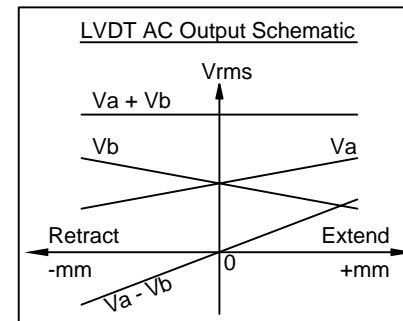 LVDT AC Output Schematic
Vrms
Va + Vb
Vb
Va
Retract
Extend
-mm
0
+mm
Va - Vb